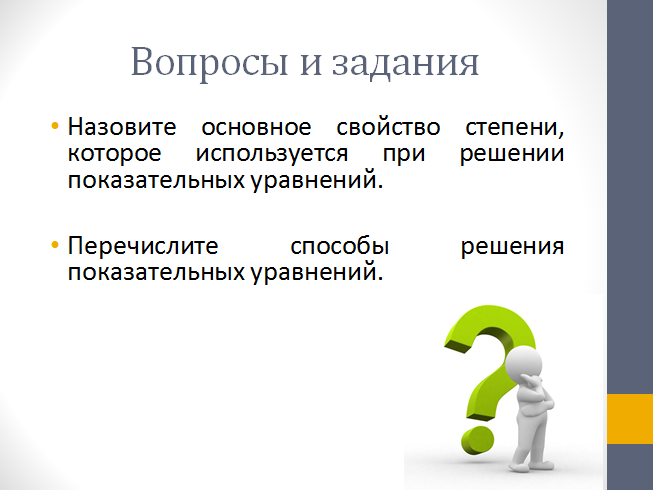 Вопросы и задания
• Назовите основное свойство степени,
которое используется при решении
показательных уравнений.
• Перечислите способы решения
показательных уравнений.